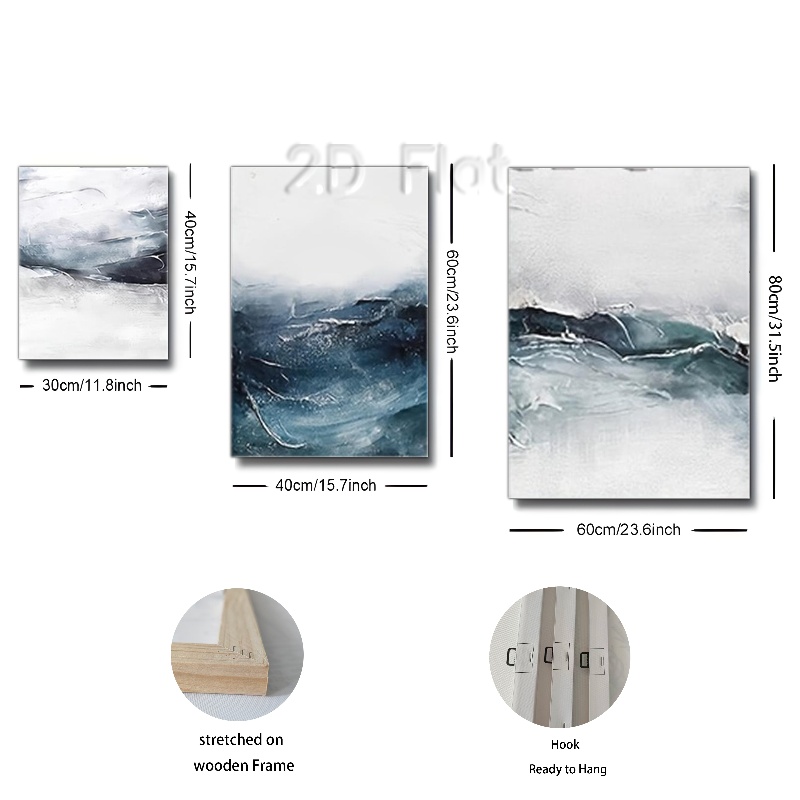 2D Flat
40cm/15.7inch
30cm/11.8inch
60cm/23.6inch
40cm/15.7inch
80cm/31.5inch
60cm/23.6inch
stretched on
wooden Frame
Hook
Ready to Hang